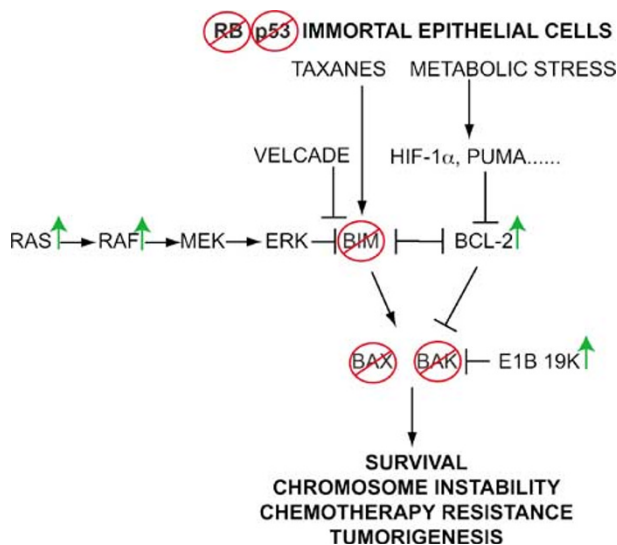 RB p53 IMMORTAL EPITHELIAL CELLS
TAXANES METABOLIC STRESS
VELCADE HIF-1α, PUMA......
RAS RAF MEK ERK BIM BCL-2
BAX BAK E1B 19K
SURVIVAL
CHROMOSOME INSTABILITY
CHEMOTHERAPY RESISTANCE
TUMORIGENESIS